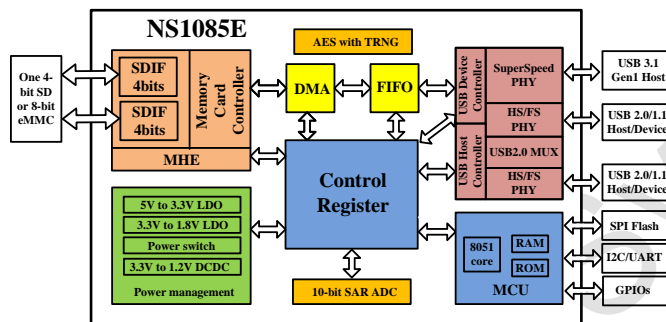 NS1085E
AES with TRNG
One 4-
bit SD
or 8-bit
eMMC
SDIF
4bits
SDIF
4bits
Memory
Card
Controller
MHE
DMA
FIFO
USB Device
Controller
USB Host
Controller
SuperSpeed
PHY
HS/FS
PHY
USB2.0 MUX
HS/FS
PHY
USB 3.1
Gen1 Host
USB 2.0/1.1
Host/Device
USB 2.0/1.1
Host/Device
Control
Register
5V to 3.3V LDO
3.3V to 1.8V LDO
Power switch
3.3V to 1.2V DCDC
Power management
10-bit SAR ADC
8051
core
RAM
ROM
MCU
SPI Flash
I2C/UART
GPIOs